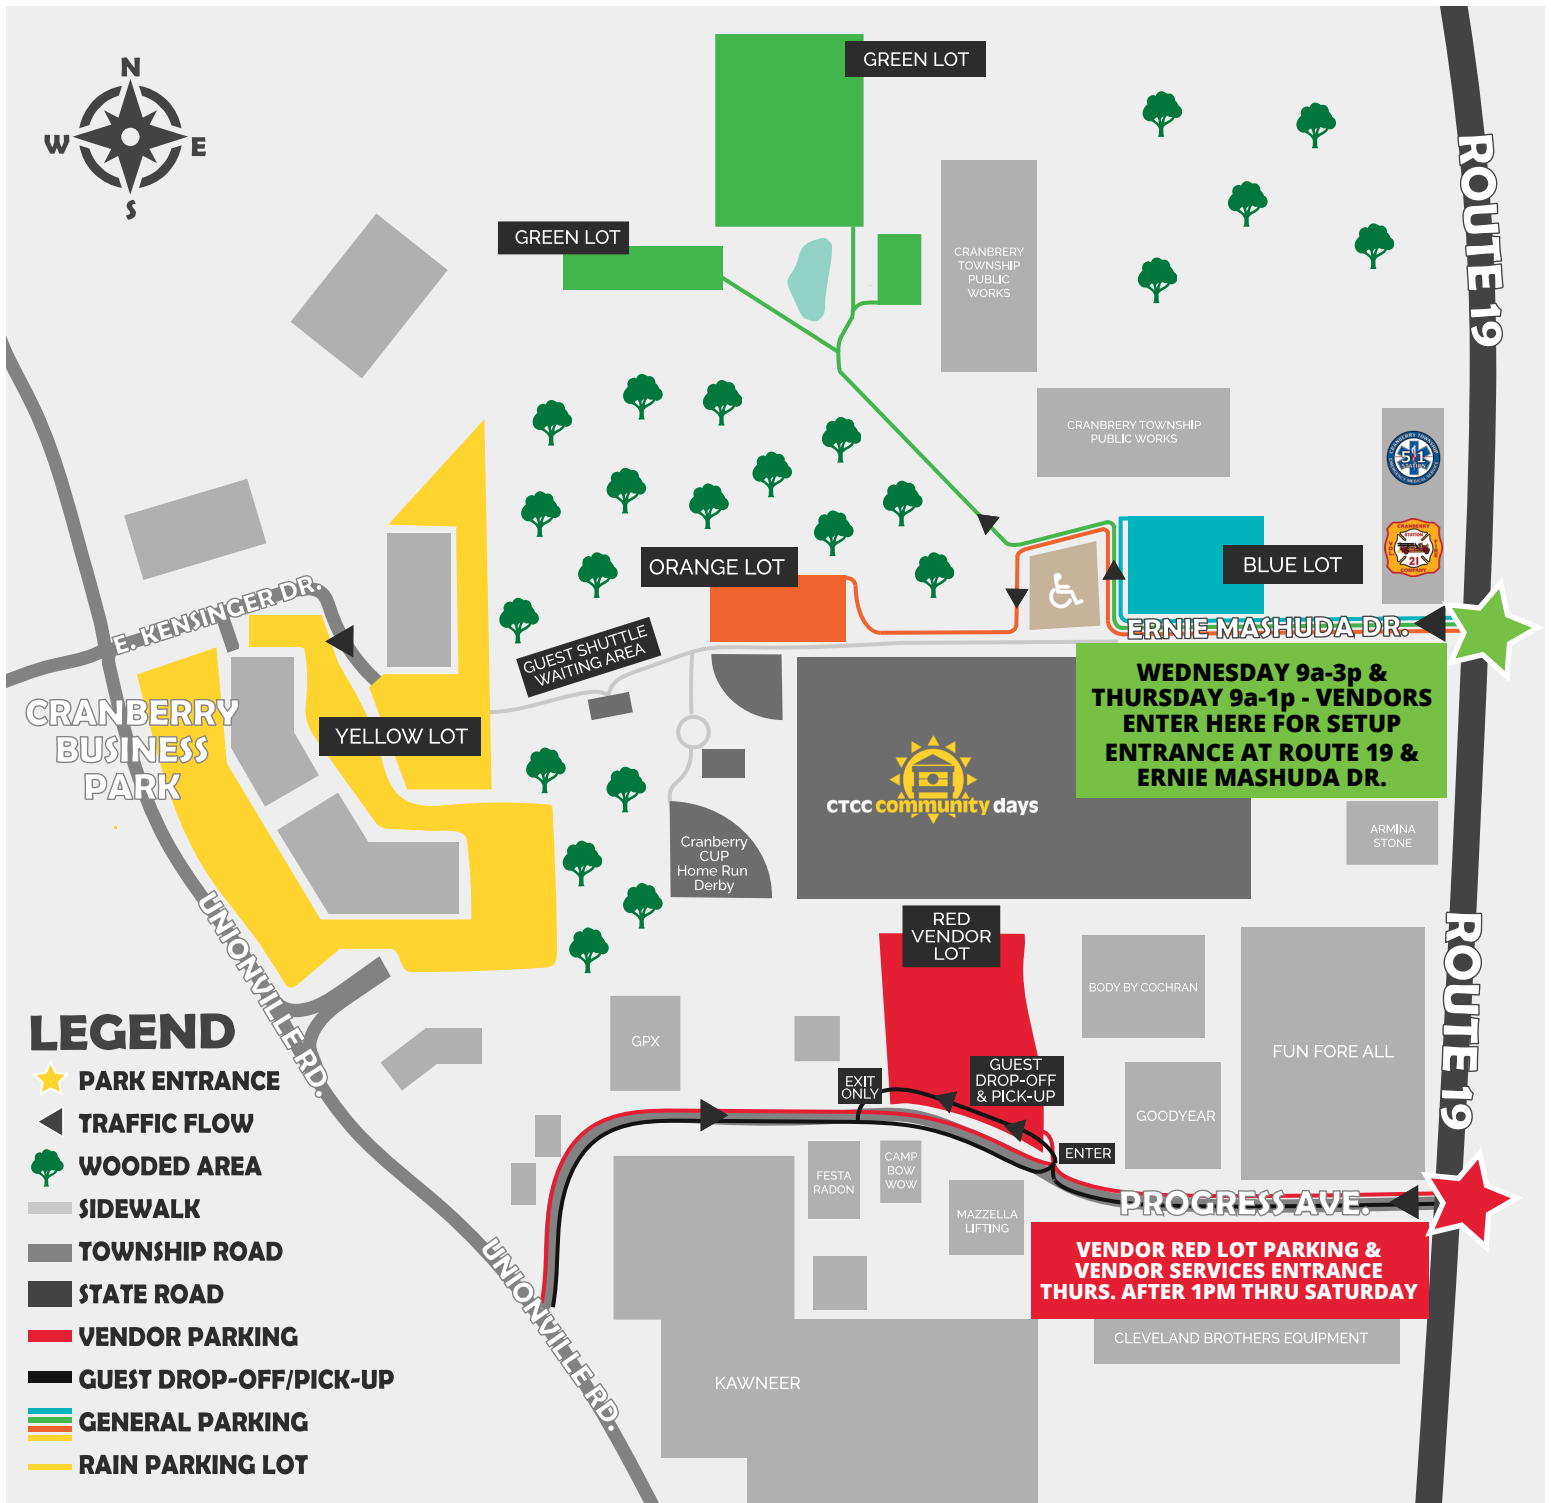 N
W
E
S
GREEN LOT
GREEN LOT
CRANBRERY
TOWNSHIP
PUBLIC
WORKS
ROUTE 19
CRANBRERY TOWNSHIP
PUBLIC WORKS
51
STATION
CRANBERRY
STATION
21
COMPANY
ORANGE LOT
BLUE LOT
E. KENSINGER DR.
ERNIE MASHUDA DR.
GUEST SHUTTLE
WAITING AREA
WEDNESDAY 9a-3p &
THURSDAY 9a-1p - VENDORS
ENTER HERE FOR SETUP
ENTRANCE AT ROUTE 19 &
ERNIE MASHUDA DR.
CRANBERRY
BUSINESS
PARK
YELLOW LOT
CTCC community days
Cranberry
CUP
Home Run
Derby
ARMINA
STONE
UNIONVILLE RD.
RED
VENDOR
LOT
ROUTE 19
BODY BY COCHRAN
GPX
FUN FORE ALL
EXIT
ONLY
GUEST
DROP-OFF
& PICK-UP
GOODYEAR
ENTER
FESTA
RADON
CAMP
BOW
WOW
MAZZELLA
LIFTING
PROGRESS AVE.
VENDOR RED LOT PARKING &
VENDOR SERVICES ENTRANCE
THURS. AFTER 1PM THRU SATURDAY
UNIONVILLE RD.
CLEVELAND BROTHERS EQUIPMENT
KAWNEER
LEGEND
PARK ENTRANCE
TRAFFIC FLOW
WOODED AREA
SIDEWALK
TOWNSHIP ROAD
STATE ROAD
VENDOR PARKING
GUEST DROP-OFF/PICK-UP
GENERAL PARKING
RAIN PARKING LOT